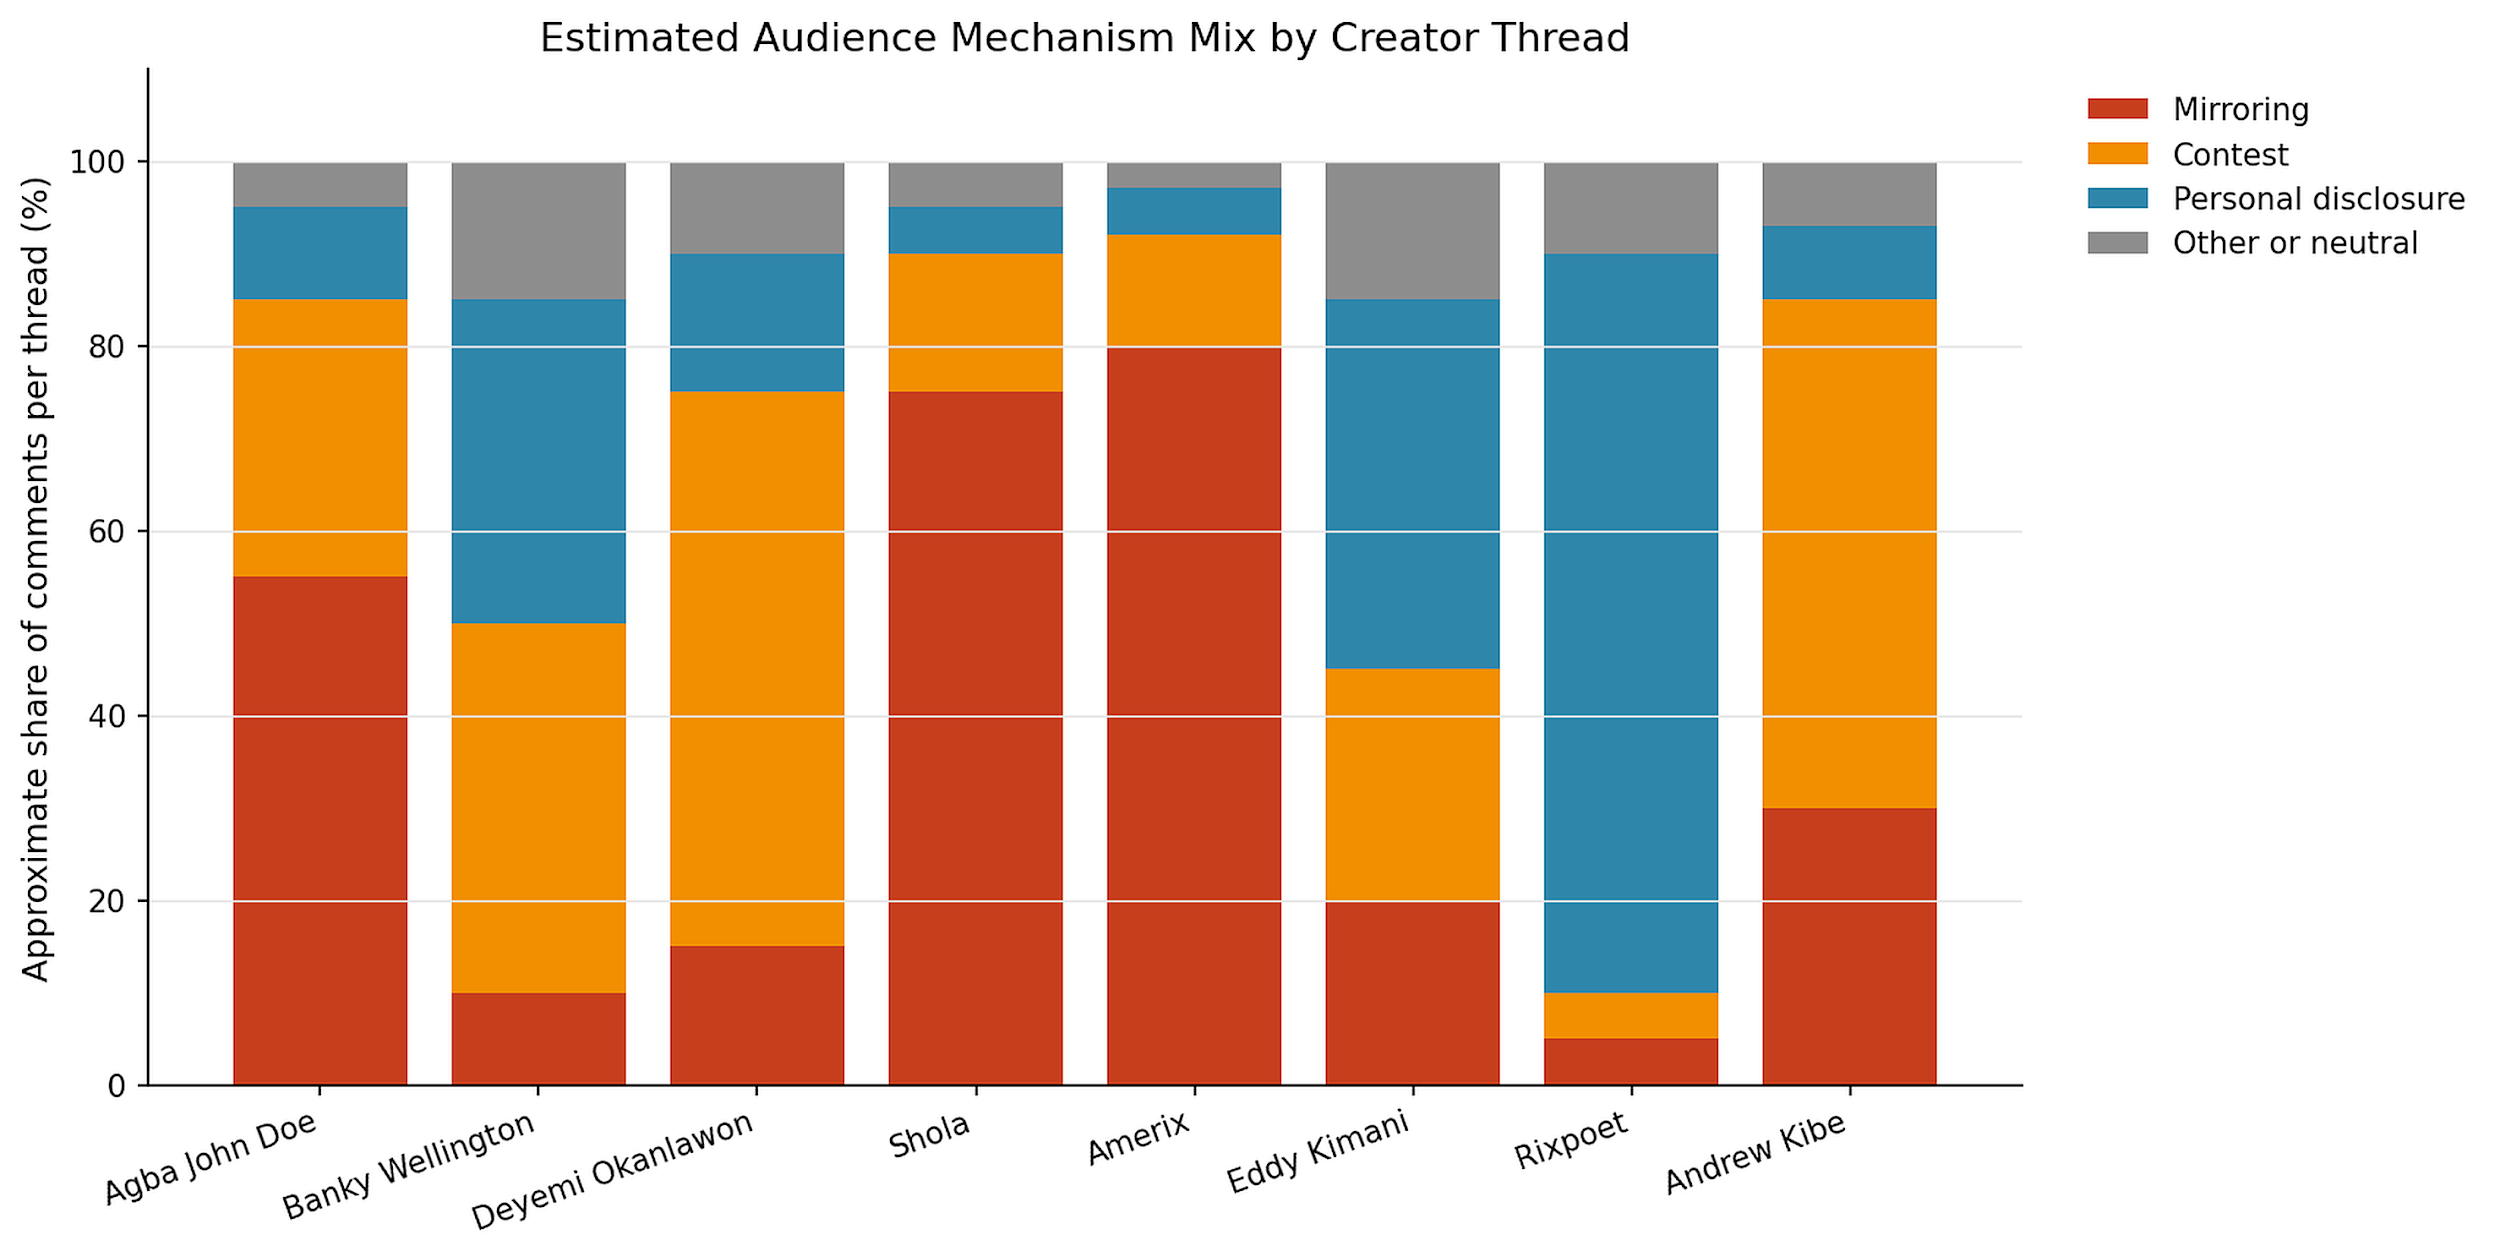 Estimated Audience Mechanism Mix by Creator Thread
Approximate share of comments per thread (%)
100
80
60
40
20
0
Agba John Doe
Banky Wellington
Deyemi Okanlawon
Shola
Amerix
Eddy Kimani
Rixpoet
Andrew Kibe
Mirroring
Contest
Personal disclosure
Other or neutral